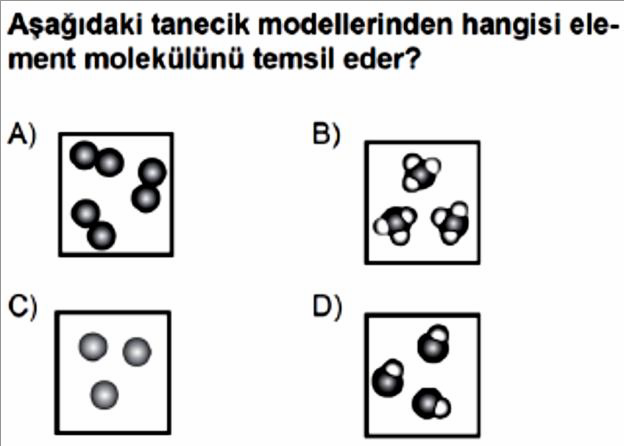 Aşağıdaki tanecik modellerinden hangisi ele-
ment molekülünü temsil eder?
A)
B)
C)
D)